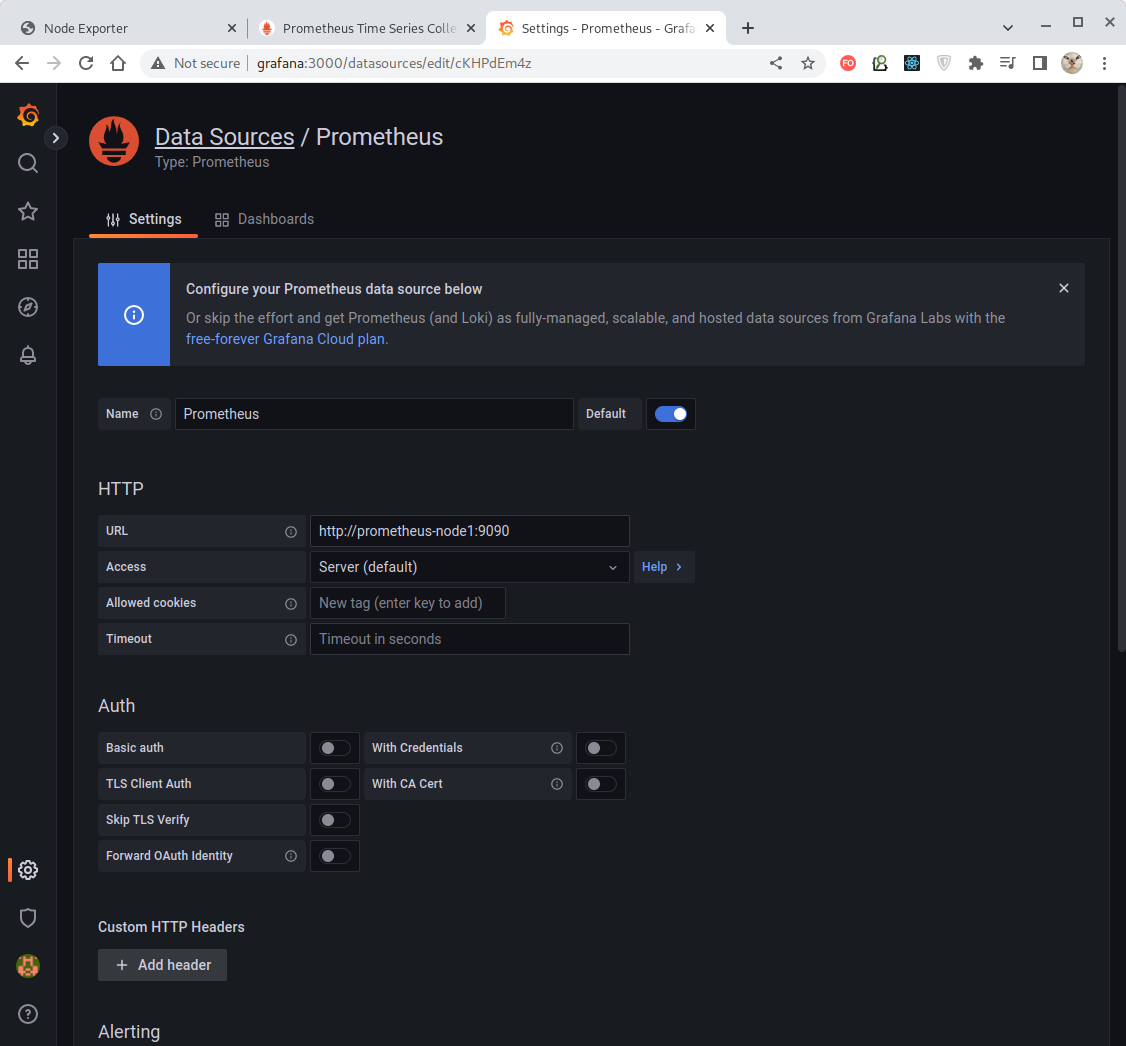 Node Exporter
Prometheus Time Series Colle
Settings - Prometheus - Grafa
Not secure
grafana:3000/datasources/edit/cKHPdEm4z
FO
Data Sources / Prometheus
Type: Prometheus
Settings
Dashboards
Configure your Prometheus data source below
Or skip the effort and get Prometheus (and Loki) as fully-managed, scalable, and hosted data sources from Grafana Labs with the
free-forever Grafana Cloud plan.
Name
Prometheus
Default
HTTP
URL
http://prometheus-node1:9090
Access
Server (default)
Help
Allowed cookies
New tag (enter key to add)
Timeout
Timeout in seconds
Auth
Basic auth
With Credentials
TLS Client Auth
With CA Cert
Skip TLS Verify
Forward OAuth Identity
Custom HTTP Headers
Add header
Alerting